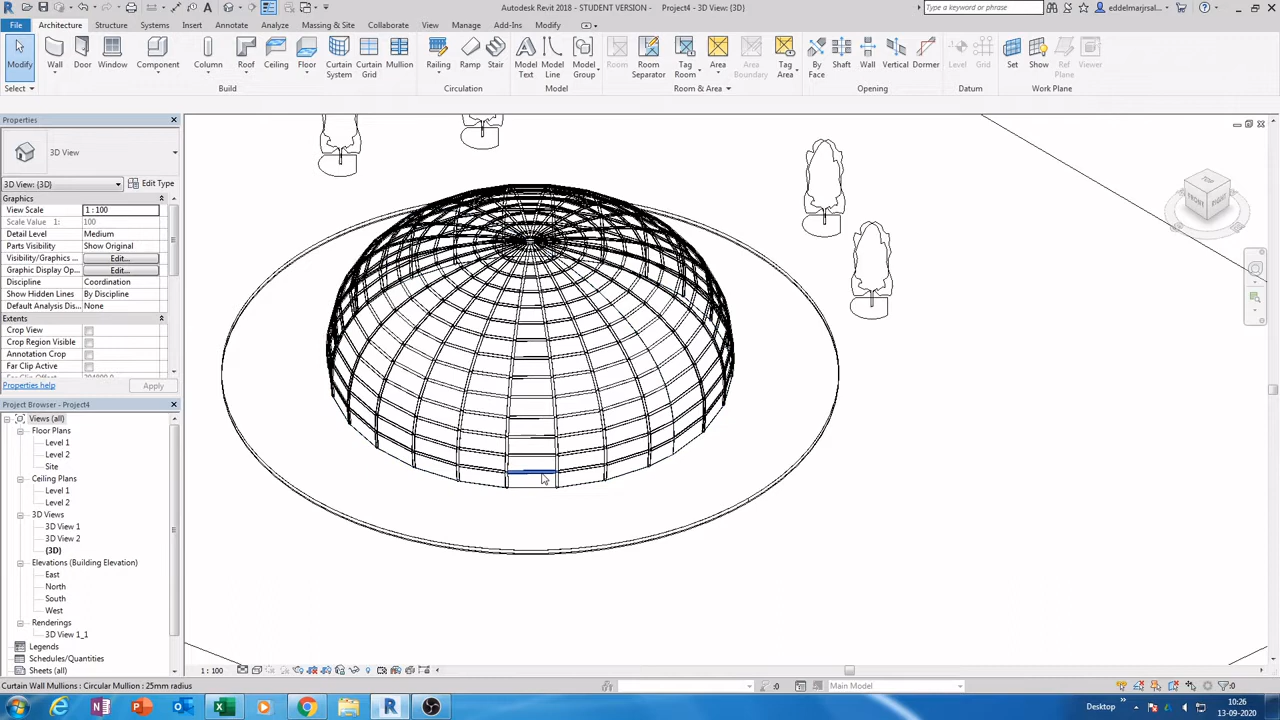 Autodesk Revit 2018 - STUDENT VERSION - Project4 - 3D View: {3D}
Type a keyword or phrase
eddelmarjrsal...
File Architecture Structure Systems Insert Annotate Analyze Massing & Site Collaborate View Manage Add-Ins Modify
Modify Wall Door Window Component Column Roof Ceiling Floor Curtain System Curtain Grid Mullion Railing Ramp Stair Model Text Model Line Model Group Room Room Separator Tag Room Area Area Boundary Tag Area By Face Shaft Wall Vertical Dormer Level Grid Set Show Ref Plane Viewer
Select Build Circulation Model Room & Area Opening Datum Work Plane
Properties
3D View
3D View: {3D} Edit Type
Graphics
View Scale 1 : 100
Scale Value 1: 100
Detail Level Medium
Parts Visibility Show Original
Visibility/Graphics ... Edit...
Graphic Display Op... Edit...
Discipline Coordination
Show Hidden Lines By Discipline
Default Analysis Dis... None
Extents
Crop View
Crop Region Visible
Annotation Crop
Far Clip Active
Properties help Apply
Project Browser - Project4
Views (all)
Floor Plans
Level 1
Level 2
Site
Ceiling Plans
Level 1
Level 2
3D Views
3D View 1
3D View 2
{3D}
Elevations (Building Elevation)
East
North
South
West
Renderings
3D View 1_1
Legends
Schedules/Quantities
Sheets (all)
TOP
FRONT
RIGHT
1 : 100
Curtain Wall Mullions : Circular Mullion : 25mm radius
:0
Main Model
:0
Desktop
10:26
13-09-2020